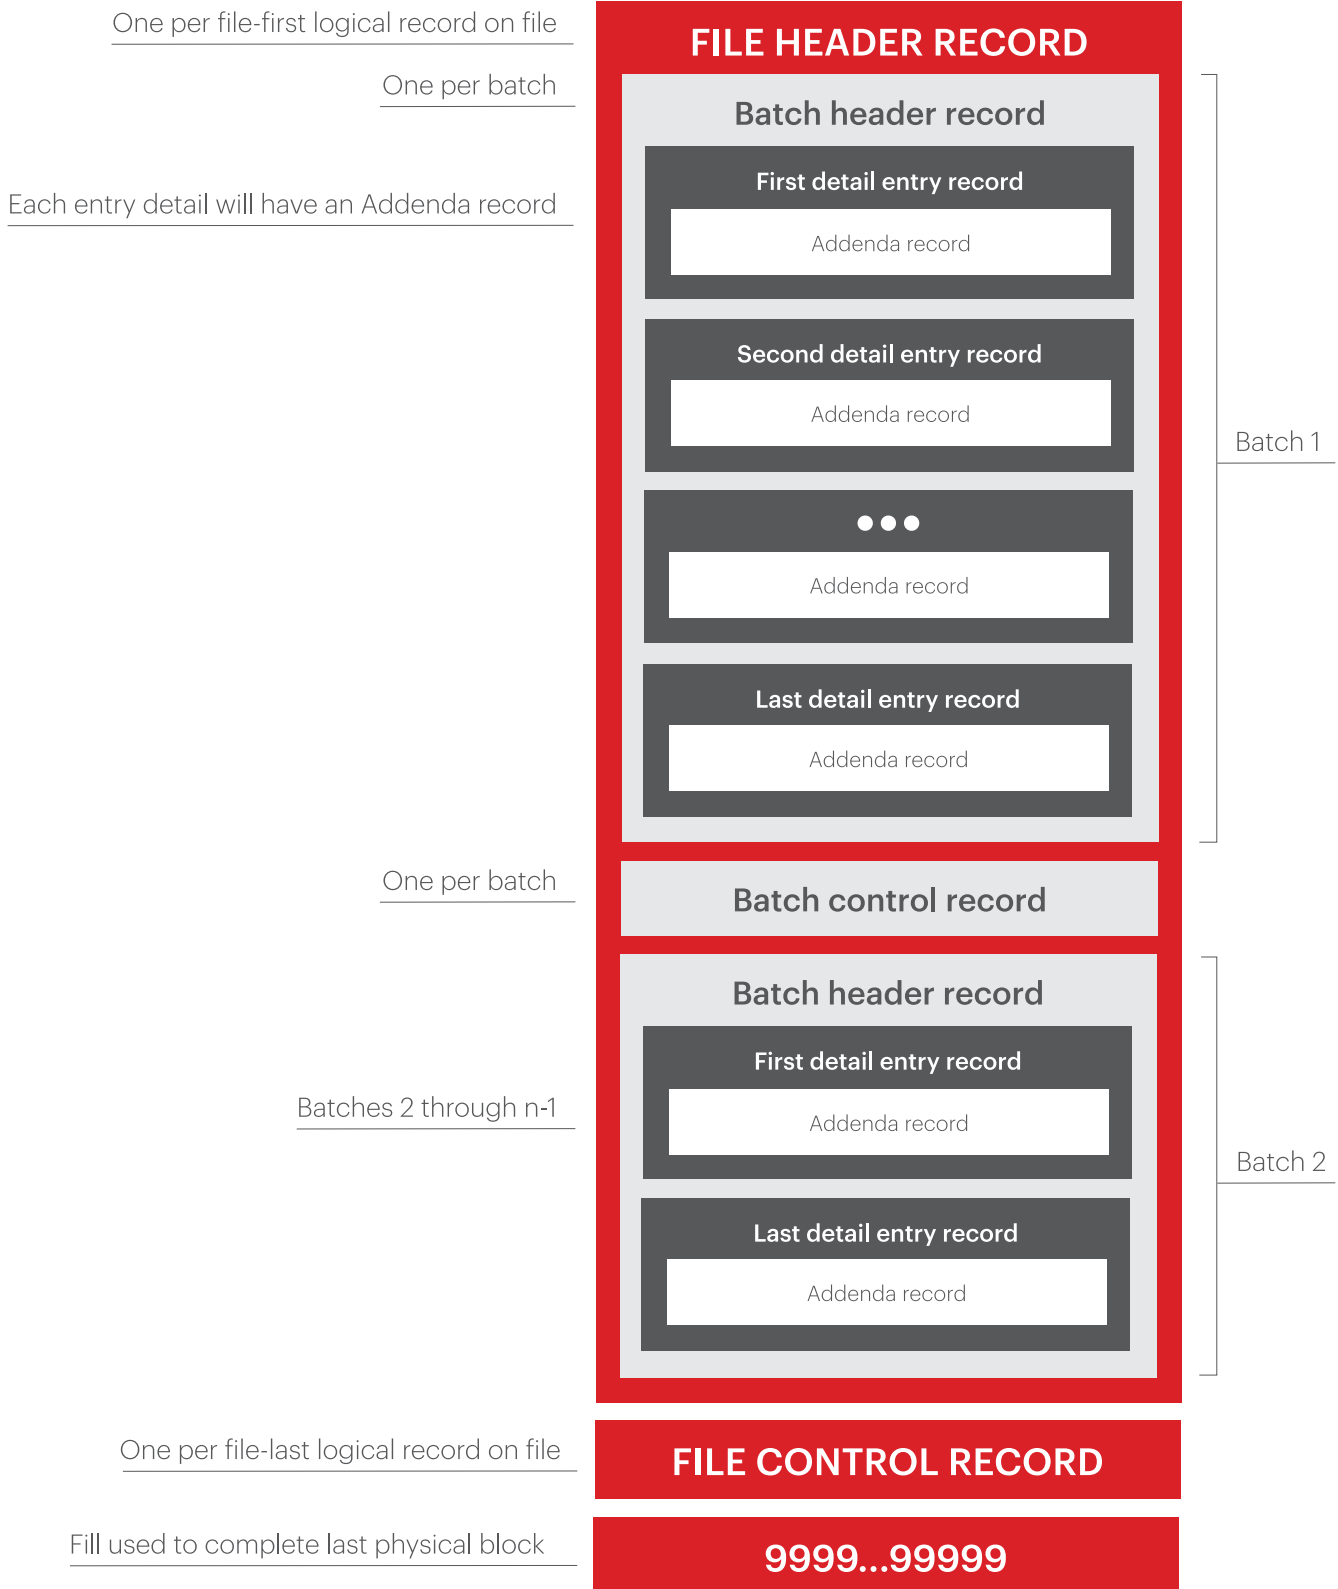 One per file-first logical record on file
FILE HEADER RECORD
One per batch
Batch header record
First detail entry record
Each entry detail will have an Addenda record
Addenda record
Second detail entry record
Addenda record
Batch 1
•••
Addenda record
Last detail entry record
Addenda record
One per batch
Batch control record
Batch header record
First detail entry record
Batches 2 through n-1
Addenda record
Batch 2
Last detail entry record
Addenda record
One per file-last logical record on file
FILE CONTROL RECORD
Fill used to complete last physical block
9999...99999